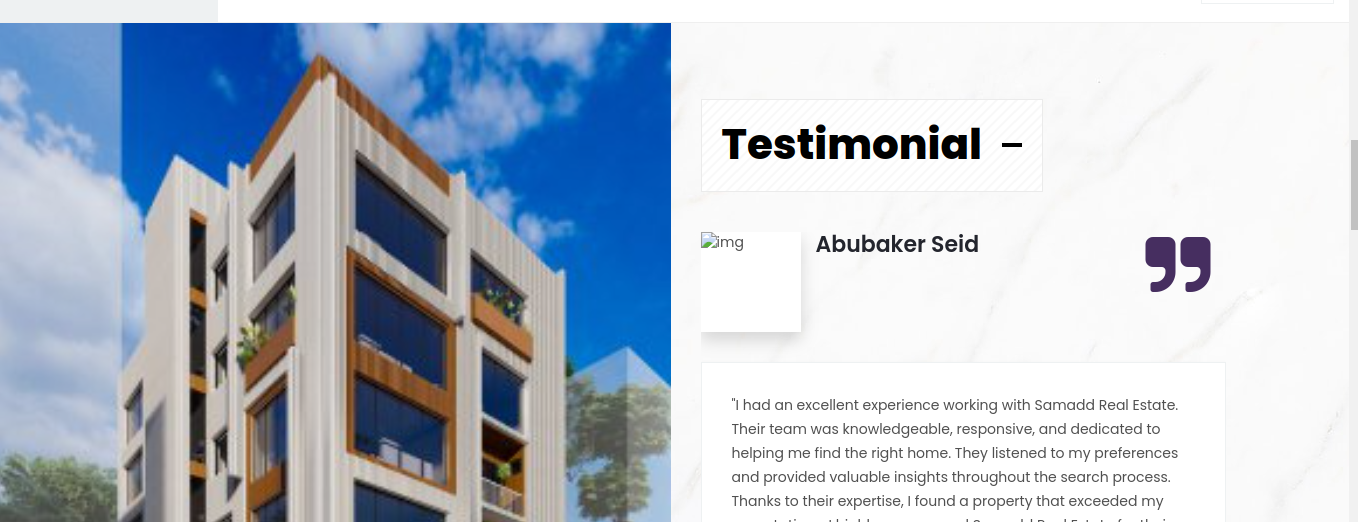 Testimonial –
img
Abubaker Seid
"I had an excellent experience working with Samadd Real Estate.
Their team was knowledgeable, responsive, and dedicated to
helping me find the right home. They listened to my preferences
and provided valuable insights throughout the search process.
Thanks to their expertise, I found a property that exceeded my